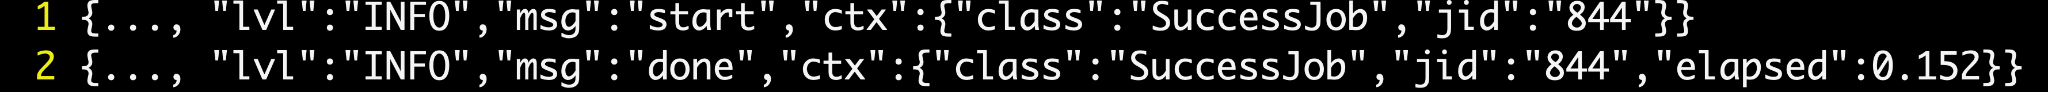 1 {..., "lvl":"INFO","msg":"start","ctx":{"class":"SuccessJob","jid":"844"}}
2 {..., "lvl":"INFO","msg":"done","ctx":{"class":"SuccessJob","jid":"844","elapsed":0.152}}